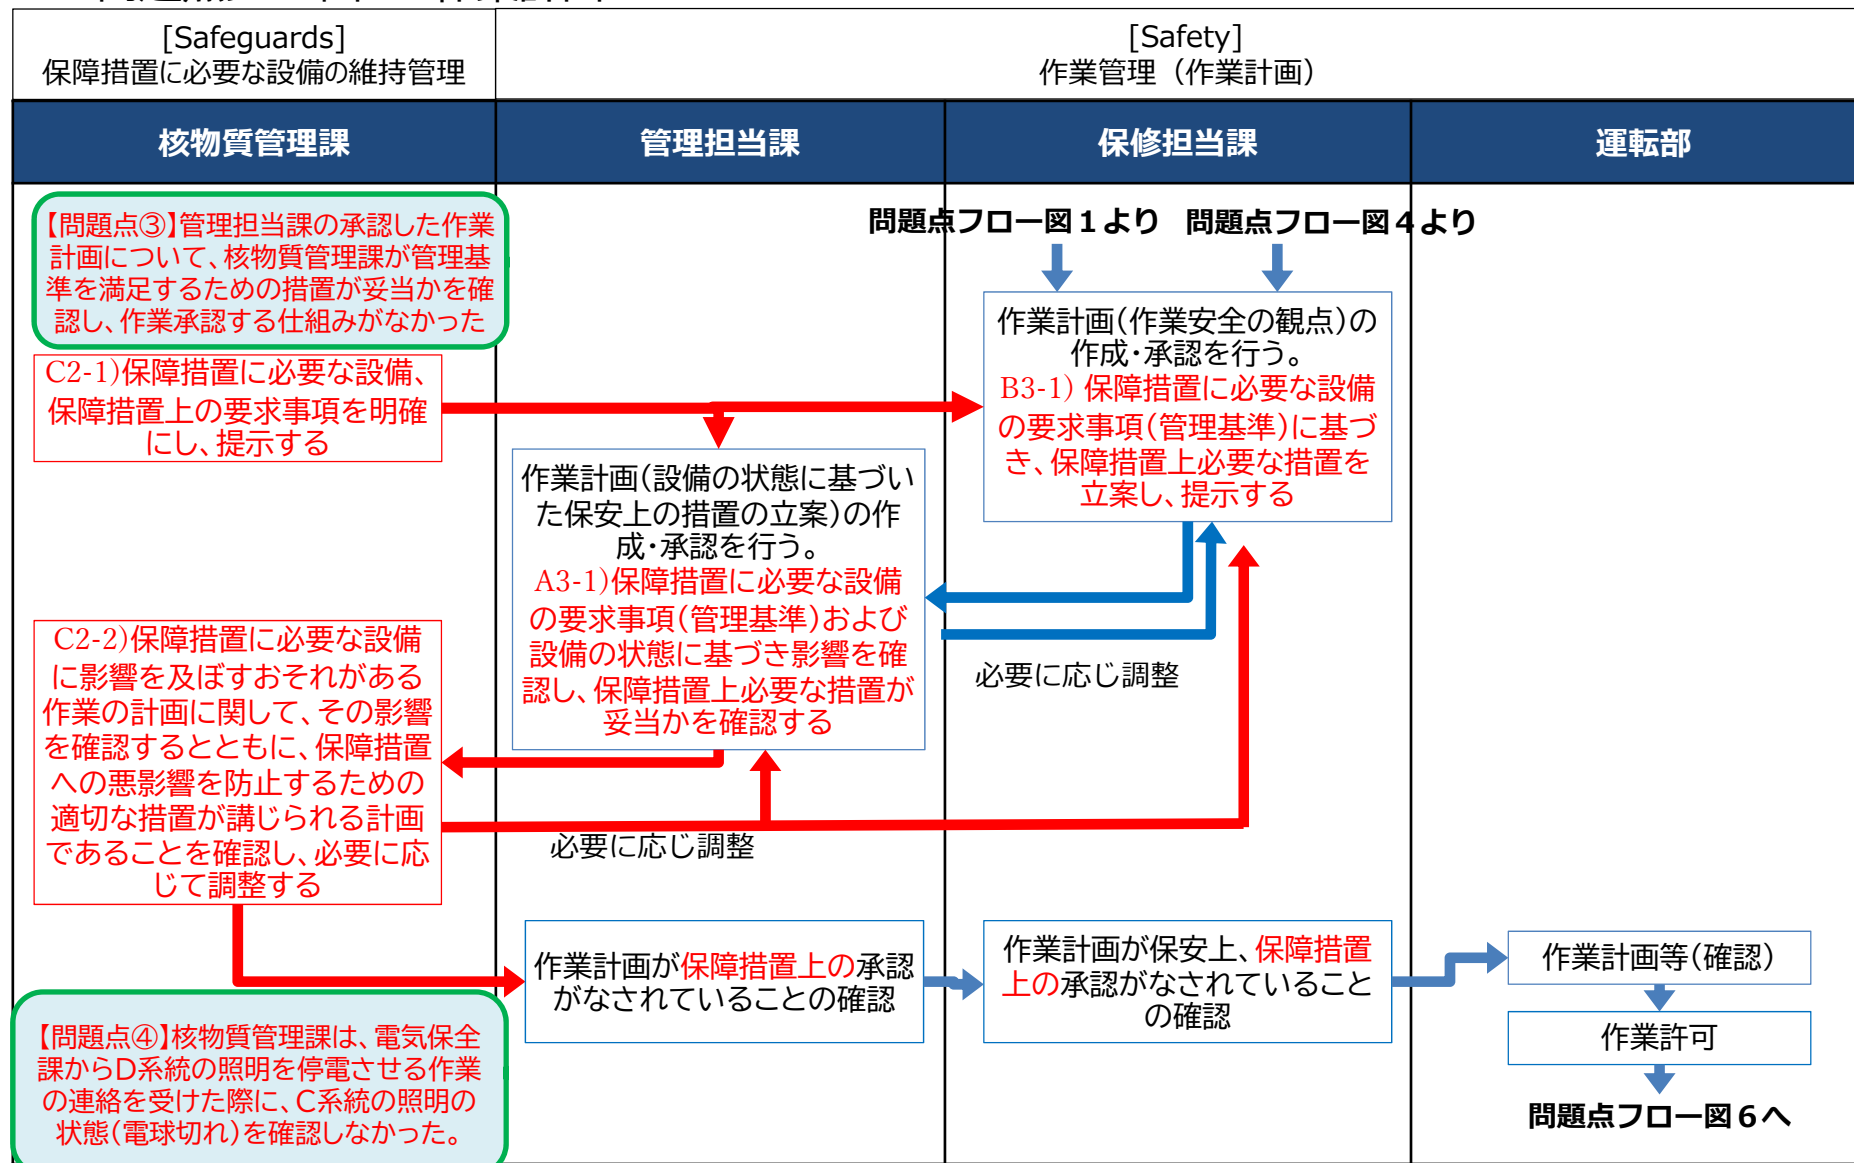 [Safeguards]
保障措置に必要な設備の維持管理
[Safety]
作業管理（作業計画）
核物質管理課
管理担当課
保修担当課
運転部
【問題点③】管理担当課の承認した作業
計画について、核物質管理課が管理基
準を満足するための措置が妥当かを確
認し、作業承認する仕組みがなかった
C2-1)保障措置に必要な設備、
保障措置上の要求事項を明確
にし、提示する
問題点フロー図１より
問題点フロー図４より
作業計画(作業安全の観点)の
作成・承認を行う。
B3-1) 保障措置に必要な設備
の要求事項(管理基準)に基づ
き、保障措置上必要な措置を
立案し、提示する
作業計画(設備の状態に基づい
た保安上の措置の立案)の作
成・承認を行う。
A3-1)保障措置に必要な設備
の要求事項(管理基準)および
設備の状態に基づき影響を確
認し、保障措置上必要な措置が
妥当かを確認する
必要に応じ調整
C2-2)保障措置に必要な設備
に影響を及ぼすおそれがある
作業の計画に関して、その影響
を確認するとともに、保障措置
への悪影響を防止するための
適切な措置が講じられる計画
であることを確認し、必要に応
じて調整する
必要に応じ調整
作業計画が保障措置上の承認
がなされていることの確認
作業計画が保安上、保障措置
上の承認がなされていること
の確認
作業計画等(確認)
作業許可
問題点フロー図６へ
【問題点④】核物質管理課は、電気保全
課からD系統の照明を停電させる作業
の連絡を受けた際に、C系統の照明の
状態(電球切れ)を確認しなかった。